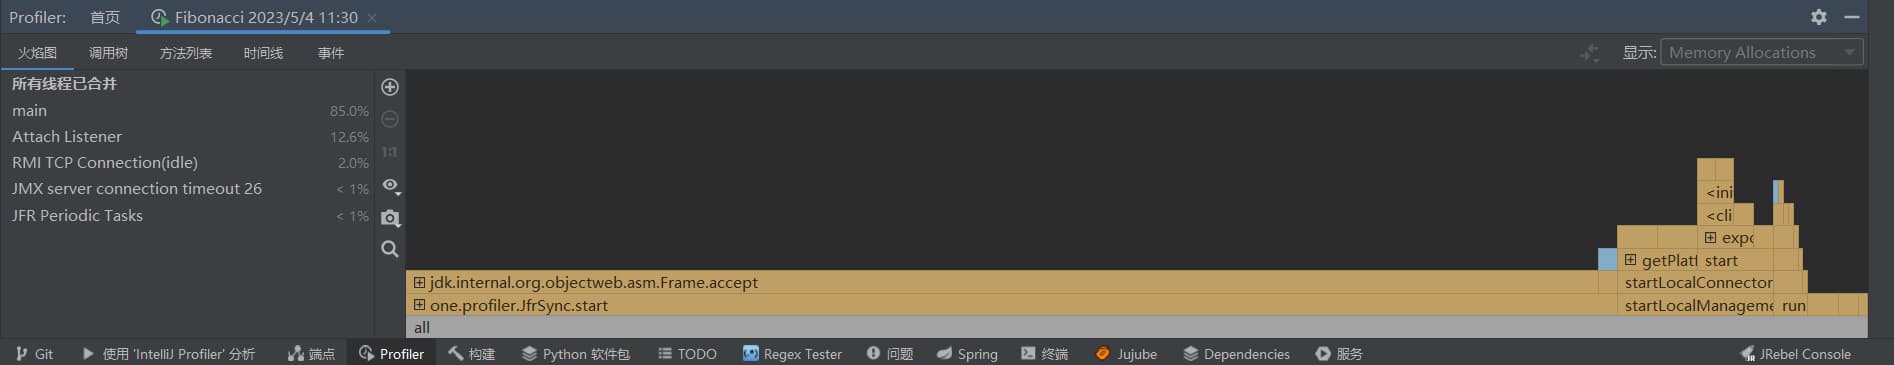 Profiler: 首页 Fibonacci 2023/5/4 11:30
火焰图 调用树 方法列表 时间线 事件 显示: Memory Allocations
所有线程已合并
main 85.0%
Attach Listener 12.6%
RMI TCP Connection(idle) 2.0%
JMX server connection timeout 26 < 1%
JFR Periodic Tasks < 1%
1:1
<ini
<cli
expo
getPlatf start
jdk.internal.org.objectweb.asm.Frame.accept startLocalConnector
one.profiler.JfrSync.start startLocalManageme run
all
Git 使用 'IntelliJ Profiler' 分析 端点 Profiler 构建 Python 软件包 TODO Regex Tester 问题 Spring 终端 Jujube Dependencies 服务 JRebel Console